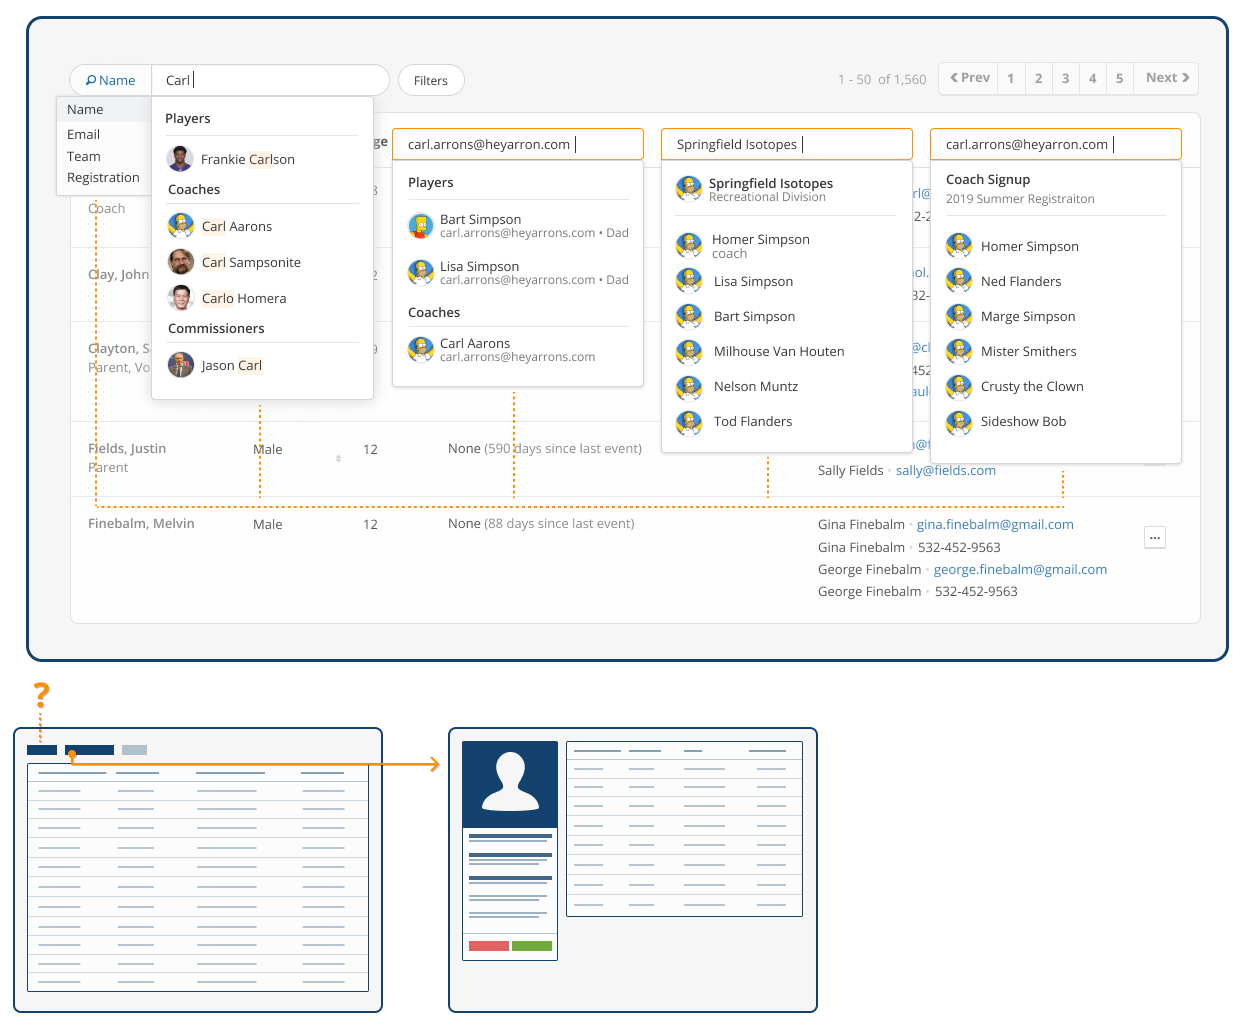 Name
Carl
Filters
1 - 50 of 1,560
Prev
1
2
3
4
5
Next
Name
Email
Team
Registration
Players
Frankie Carlson
Coaches
Carl Aarons
Carl Sampsonite
Carlo Homera
Commissioners
Jason Carl
ge
carl.arrons@heyarron.com
Players
Bart Simpson
carl.aarons@heyarrons.com • Dad
Lisa Simpson
carl.aarons@heyarrons.com • Dad
Coaches
Carl Aarons
carl.aarons@heyarrons.com
Springfield Isotopes
Springfield Isotopes
Recreational Division
Homer Simpson
coach
Lisa Simpson
Bart Simpson
Milhouse Van Houten
Nelson Muntz
Tod Flanders
carl.arrons@heyarron.com
Coach Signup
2019 Summer Registraiton
Homer Simpson
Ned Flanders
Marge Simpson
Mister Smithers
Crusty the Clown
Sideshow Bob
Coach
Clay, John
Clayton, S
Parent, Vo
Fields, Justin
Parent
Male
12
None (590 days since last event)
Sally Fields • sally@fields.com
Finebalm, Melvin
Male
12
None (88 days since last event)
Gina Finebalm • gina.finebalm@gmail.com
Gina Finebalm • 532-452-9563
George Finebalm • george.finebalm@gmail.com
George Finebalm • 532-452-9563
...
?